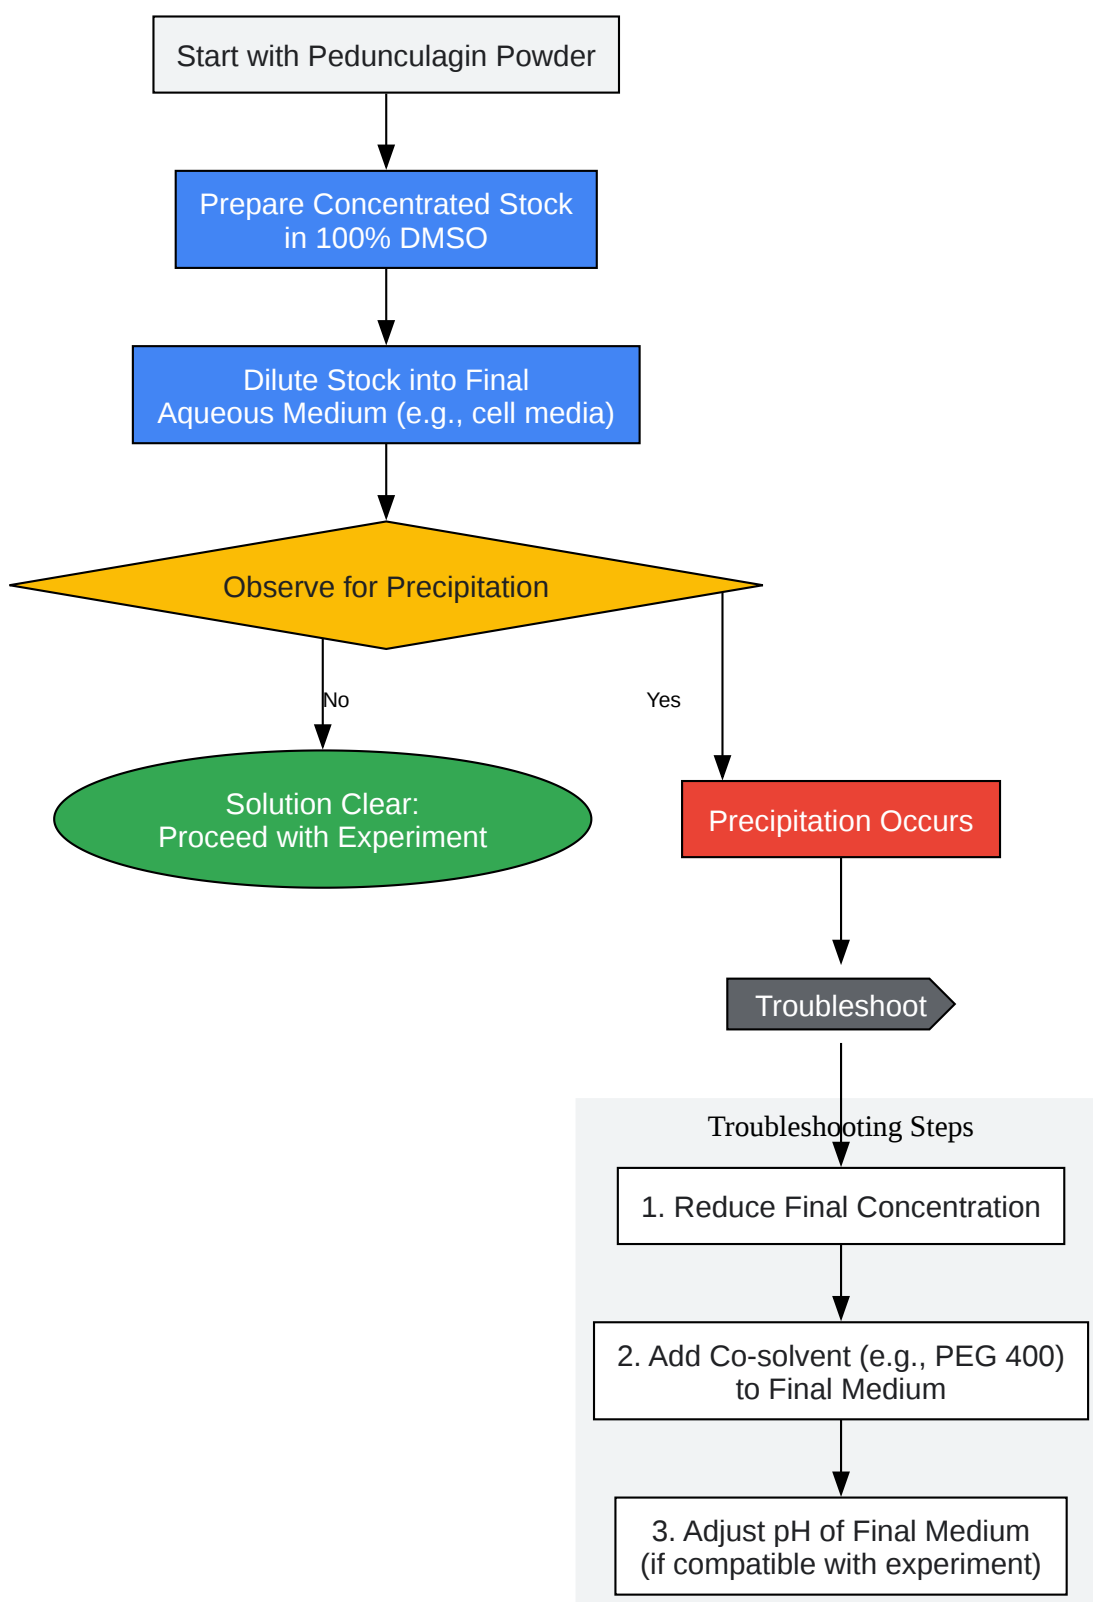 Start with Pedunculagin Powder
Prepare Concentrated Stock
in 100% DMSO
Dilute Stock into Final
Aqueous Medium (e.g., cell media)
Observe for Precipitation
No
Yes
Solution Clear:
Proceed with Experiment
Precipitation Occurs
Troubleshoot
Troubleshooting Steps
1. Reduce Final Concentration
2. Add Co-solvent (e.g., PEG 400)
to Final Medium
3. Adjust pH of Final Medium
(if compatible with experiment)